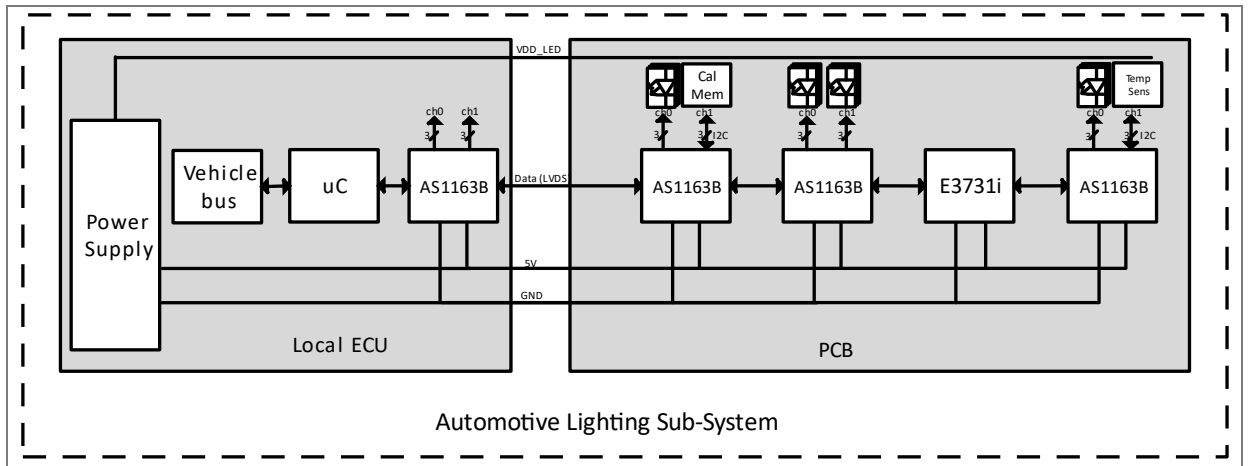 VDD_LED
Cal
Mem
Temp
Sens
ch0
ch1
ch0
ch1
ch0
ch1
ch0
ch1
3
3
3
3
I2C
3
3
3
3
I2C
Vehicle
bus
uC
AS1163B
Data (LVDS)
AS1163B
AS1163B
E3731i
AS1163B
Power
Supply
5V
GND
Local ECU
PCB
Automotive Lighting Sub-System